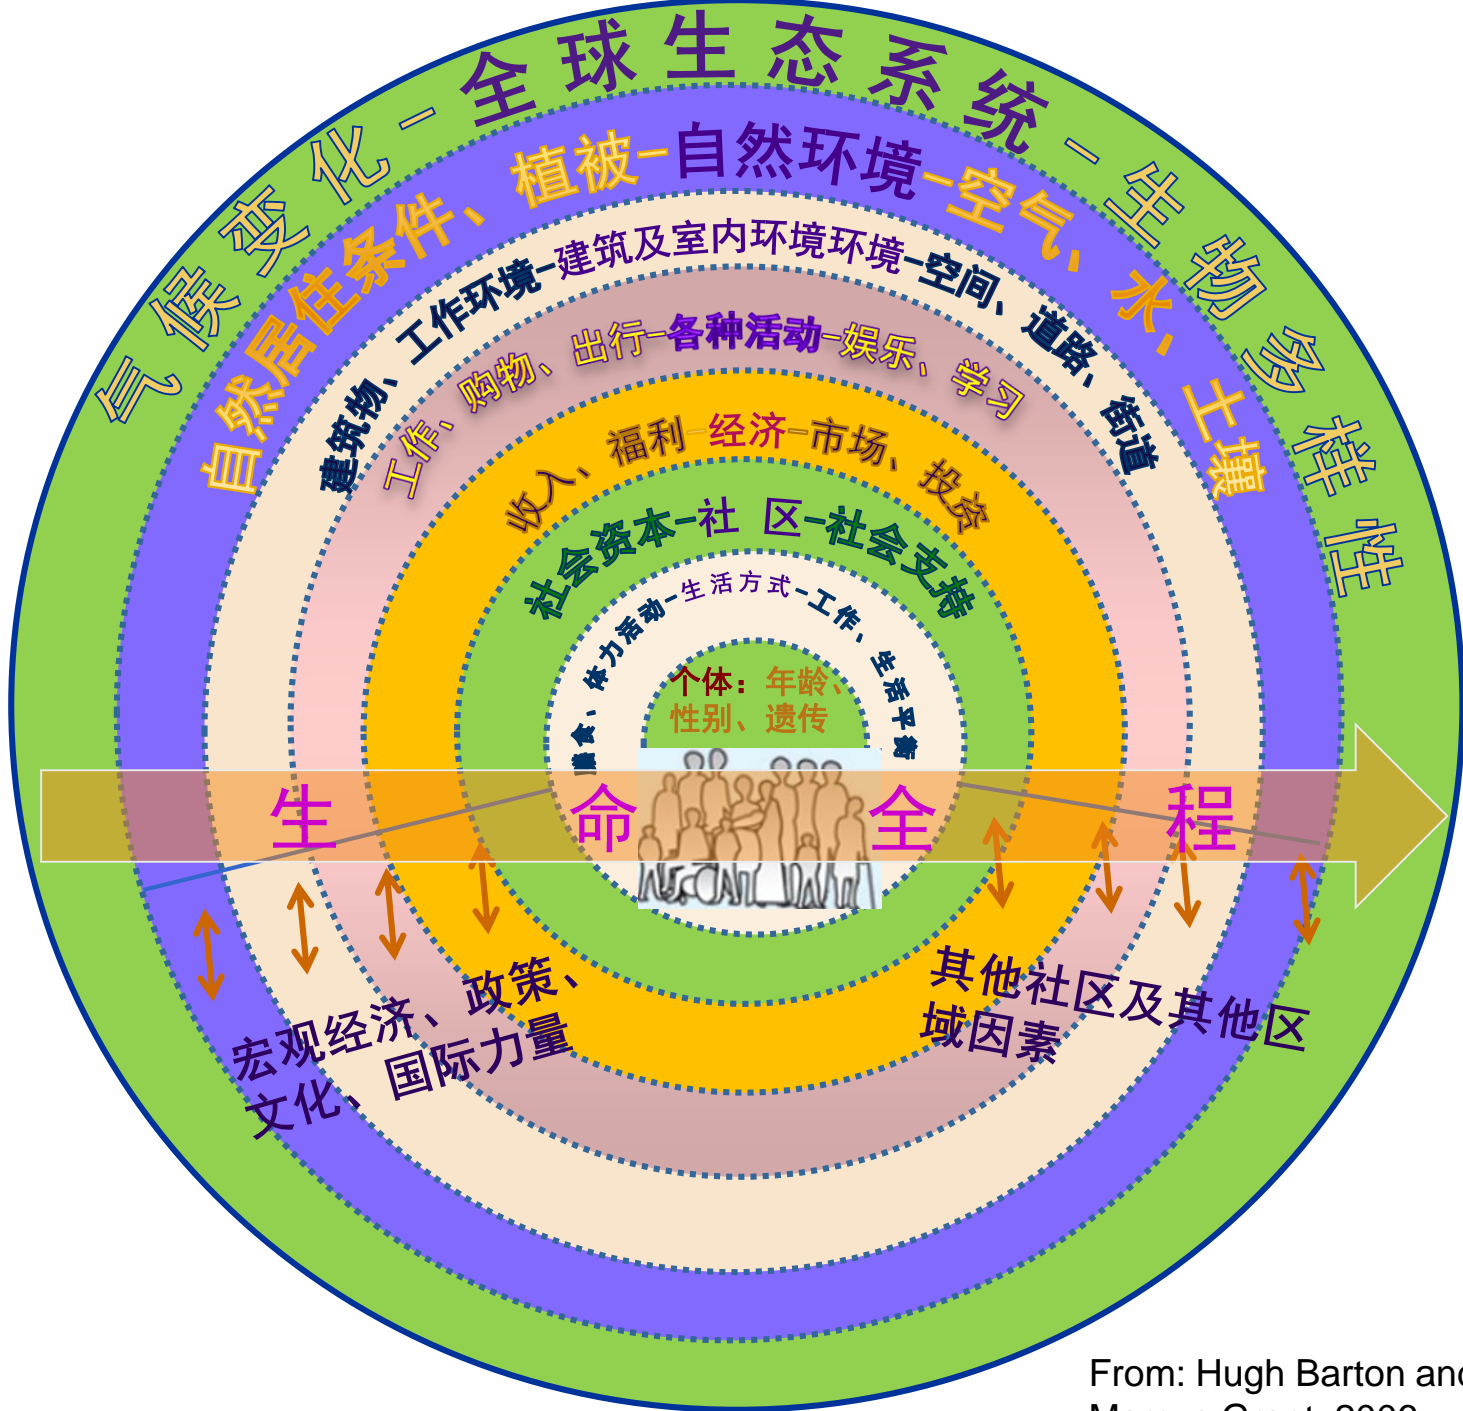 气候变化-全球生态系统-生物多样性
自然居住条件、植被-自然环境-空气、水、土壤
建筑物、工作环境-建筑及室内环境环境-空间、道路、街道
工作、购物、出行-各种活动-娱乐、学习
收入、福利-经济-市场、投资
社会资本-社 区-社会支持
膳食、体力活动-生活方式-工作、生活平衡
个体：年龄、
性别、遗传
生 命 全 程
宏观经济、政策、
文化、国际力量
其他社区及其他区
域因素
From: Hugh Barton and